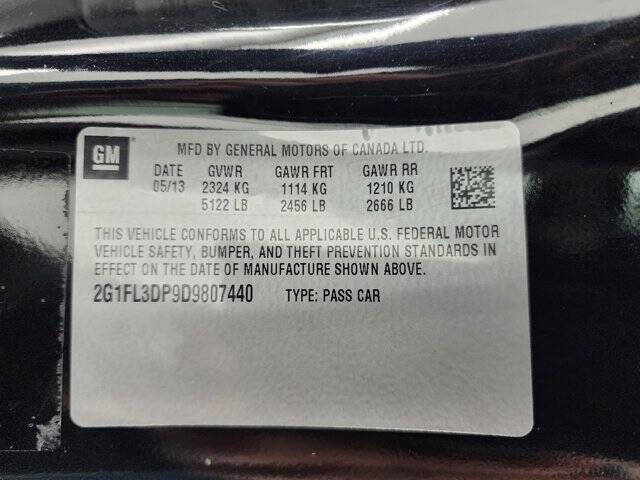 GM
MFD BY GENERAL MOTORS OF CANADA LTD.
DATE GVWR GAWR FRT GAWR RR
05/13 2324 KG 1114 KG 1210 KG
5122 LB 2456 LB 2666 LB
THIS VEHICLE CONFORMS TO ALL APPLICABLE U.S. FEDERAL MOTOR
VEHICLE SAFETY, BUMPER, AND THEFT PREVENTION STANDARDS IN
EFFECT ON THE DATE OF MANUFACTURE SHOWN ABOVE.
2G1FL3DP9D9807440 TYPE: PASS CAR